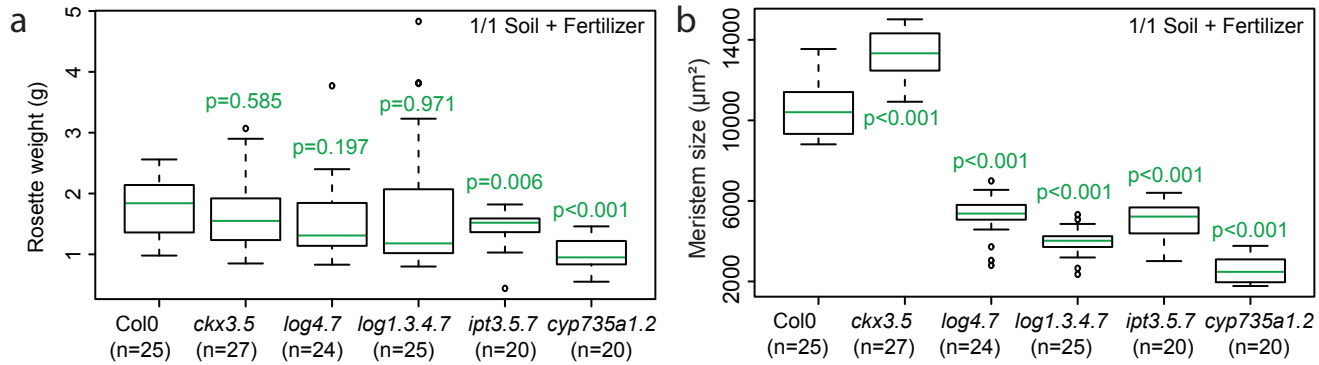 a
1/1 Soil + Fertilizer
Rosette weight (g)
5
4
3
2
1
p=0.585
p=0.197
p=0.971
p=0.006
p<0.001
Col0 ckx3.5 log4.7 log1.3.4.7 ipt3.5.7 cyp735a1.2
(n=25) (n=27) (n=24) (n=25) (n=20) (n=20)
b
1/1 Soil + Fertilizer
Meristem size (µm²)
14000
10000
6000
2000
p<0.001
p<0.001
p<0.001
p<0.001
p<0.001
Col0 ckx3.5 log4.7 log1.3.4.7 ipt3.5.7 cyp735a1.2
(n=25) (n=27) (n=24) (n=25) (n=20) (n=20)